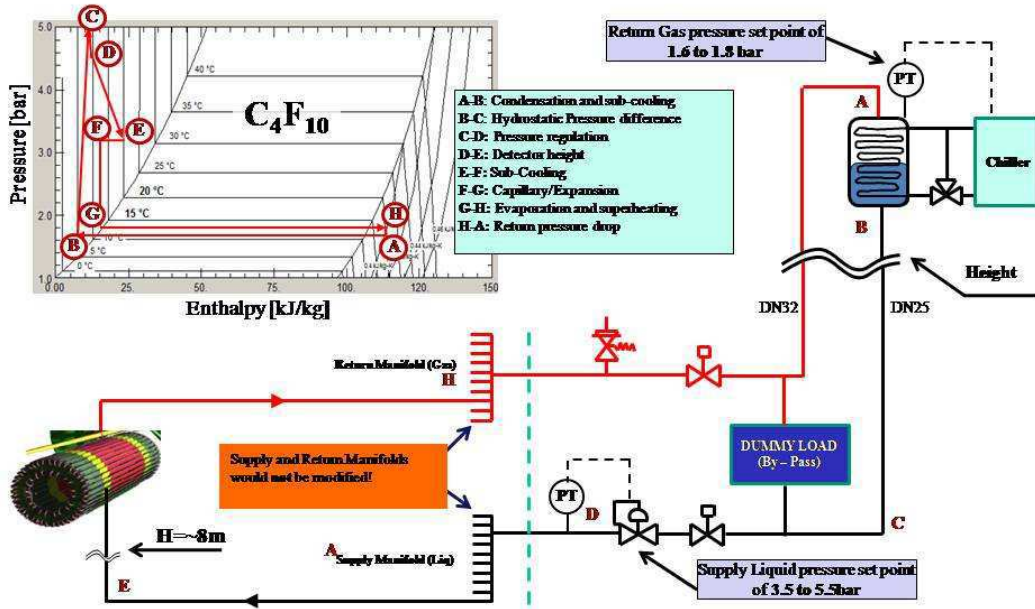 C
5.0
D
4.0
F
E
3.0
G
H
2.0
B
A
1.0
Pressure [bar]
C4F10
40 °C
35 °C
30 °C
25 °C
20 °C
15 °C
10 °C
5 °C
0 °C
0.00
30
60
90
120
150
Enthalpy [kJ/kg]
A-B: Condensation and sub-cooling
B-C: Hydrostatic Pressure difference
C-D: Pressure regulation
D-E: Detector height
E-F: Sub-Cooling
F-G: Capillary/Expansion
G-H: Evaporation and superheating
H-A: Return pressure drop
Return Gas pressure set point of
1.6 to 1.8 bar
PT
A
Chiller
B
Height
DN32
DN25
Return Manifold (Gas)
H
Supply and Return Manifolds
would not be modified!
DUMMY LOAD
(By – Pass)
PT
D
C
H=~8m
A
Supply Manifold (Liq)
E
Supply Liquid pressure set point
of 3.5 to 5.5bar